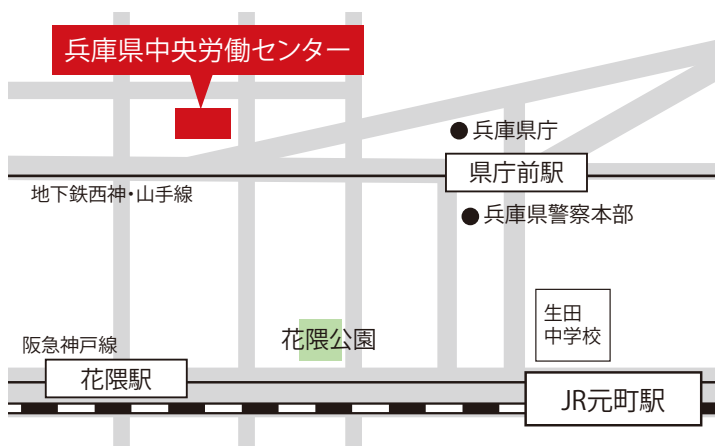 兵庫県中央労働センター
兵庫県庁
県庁前駅
地下鉄西神・山手線
兵庫県警察本部
生田
中学校
花隈公園
阪急神戸線
花隈駅
JR元町駅